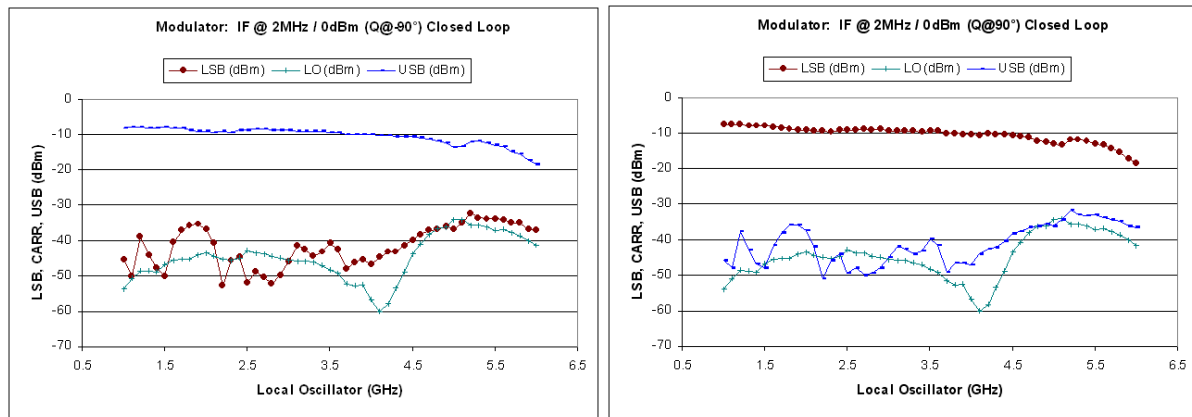 Modulator: IF @ 2MHz / 0dBm (Q@-90°) Closed Loop
LSB (dBm) LO (dBm) USB (dBm)
LSB, CARR, USB (dBm)
0
-10
-20
-30
-40
-50
-60
-70
0.5 1.5 2.5 3.5 4.5 5.5 6.5
Local Oscillator (GHz)
Modulator: IF @ 2MHz / 0dBm (Q@90°) Closed Loop
LSB (dBm) LO (dBm) USB (dBm)
LSB, CARR, USB (dBm)
0
-10
-20
-30
-40
-50
-60
-70
0.5 1.5 2.5 3.5 4.5 5.5 6.5
Local Oscillator (GHz)